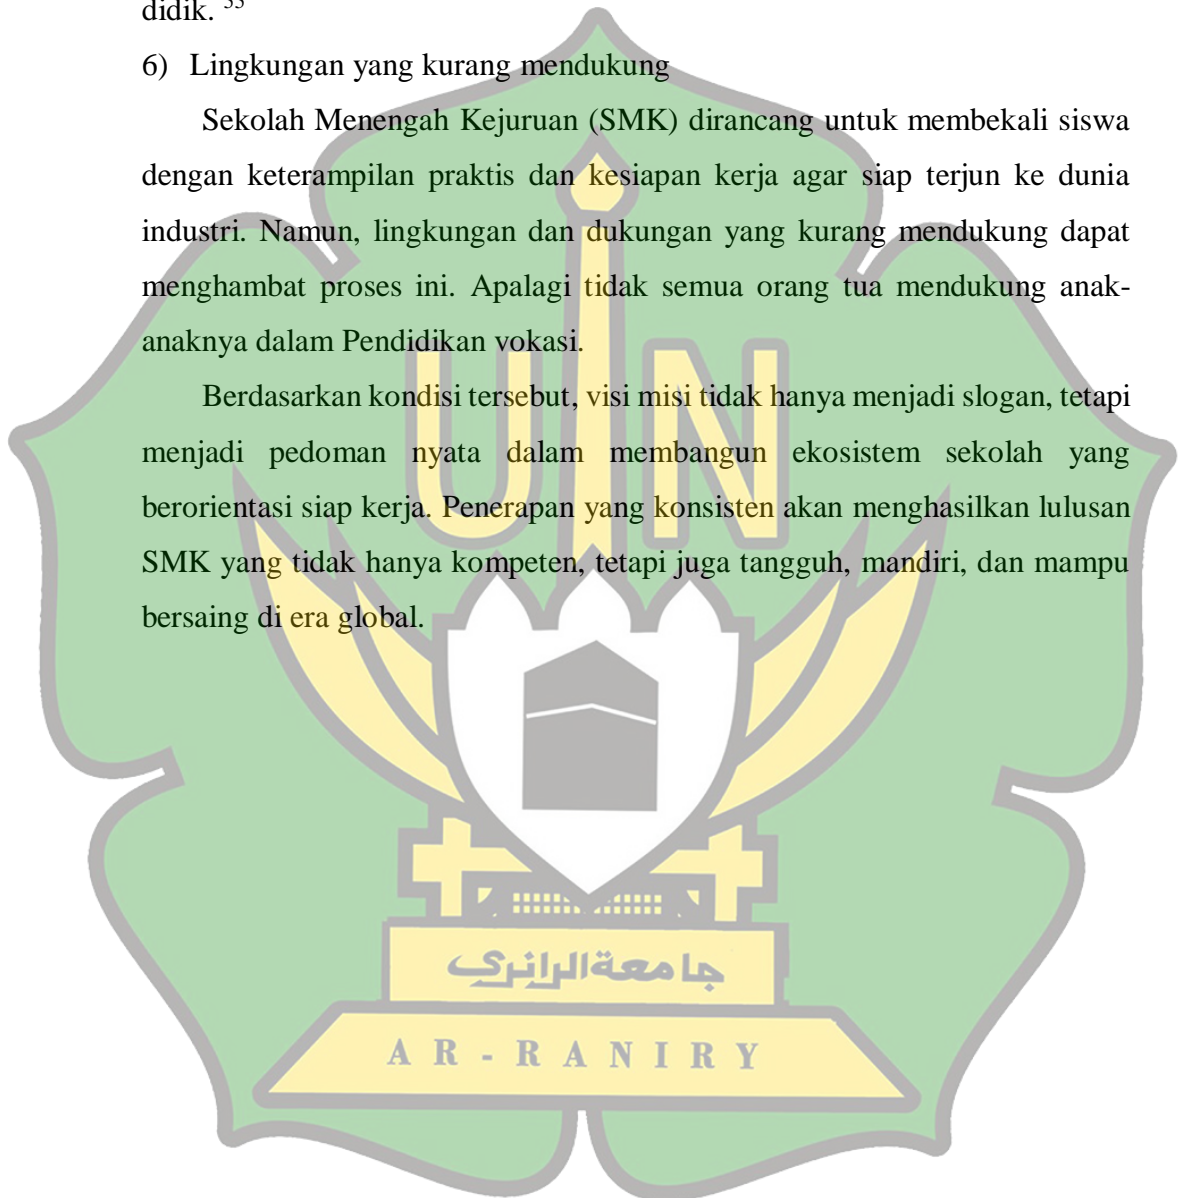 didik. 55
6) Lingkungan yang kurang mendukung
Sekolah Menengah Kejuruan (SMK) dirancang untuk membekali siswa
dengan keterampilan praktis dan kesiapan kerja agar siap terjun ke dunia
industri. Namun, lingkungan dan dukungan yang kurang mendukung dapat
menghambat proses ini. Apalagi tidak semua orang tua mendukung anak-
anaknya dalam Pendidikan vokasi.
Berdasarkan kondisi tersebut, visi misi tidak hanya menjadi slogan, tetapi
menjadi pedoman nyata dalam membangun ekosistem sekolah yang
berorientasi siap kerja. Penerapan yang konsisten akan menghasilkan lulusan
SMK yang tidak hanya kompeten, tetapi juga tangguh, mandiri, dan mampu
bersaing di era global.
UIN
جامعة الرانري
AR-RANIRY